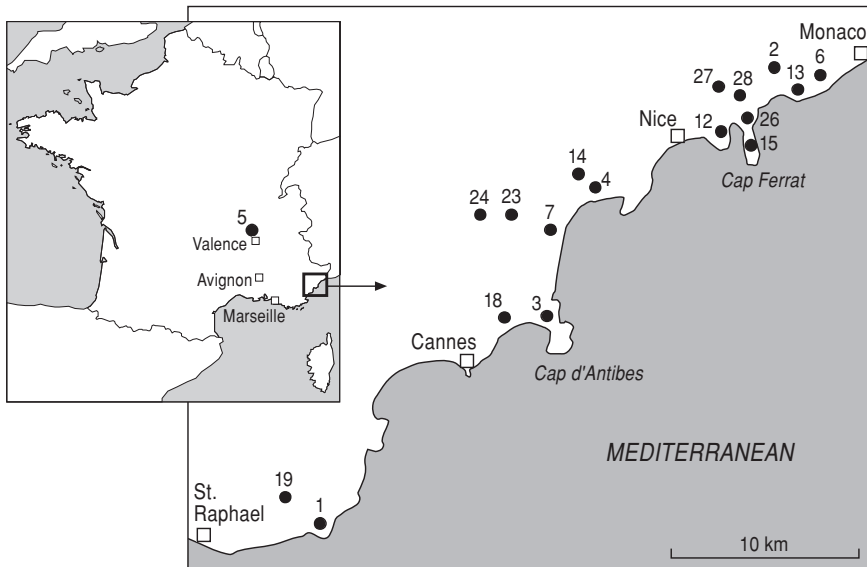 Monaco
2
6
27
28
13
Nice
12
26
15
Cap Ferrat
14
4
24
23
7
5
Valence
Avignon
Marseille
18
3
Cannes
Cap d'Antibes
MEDITERRANEAN
19
St.
Raphael
1
10 km